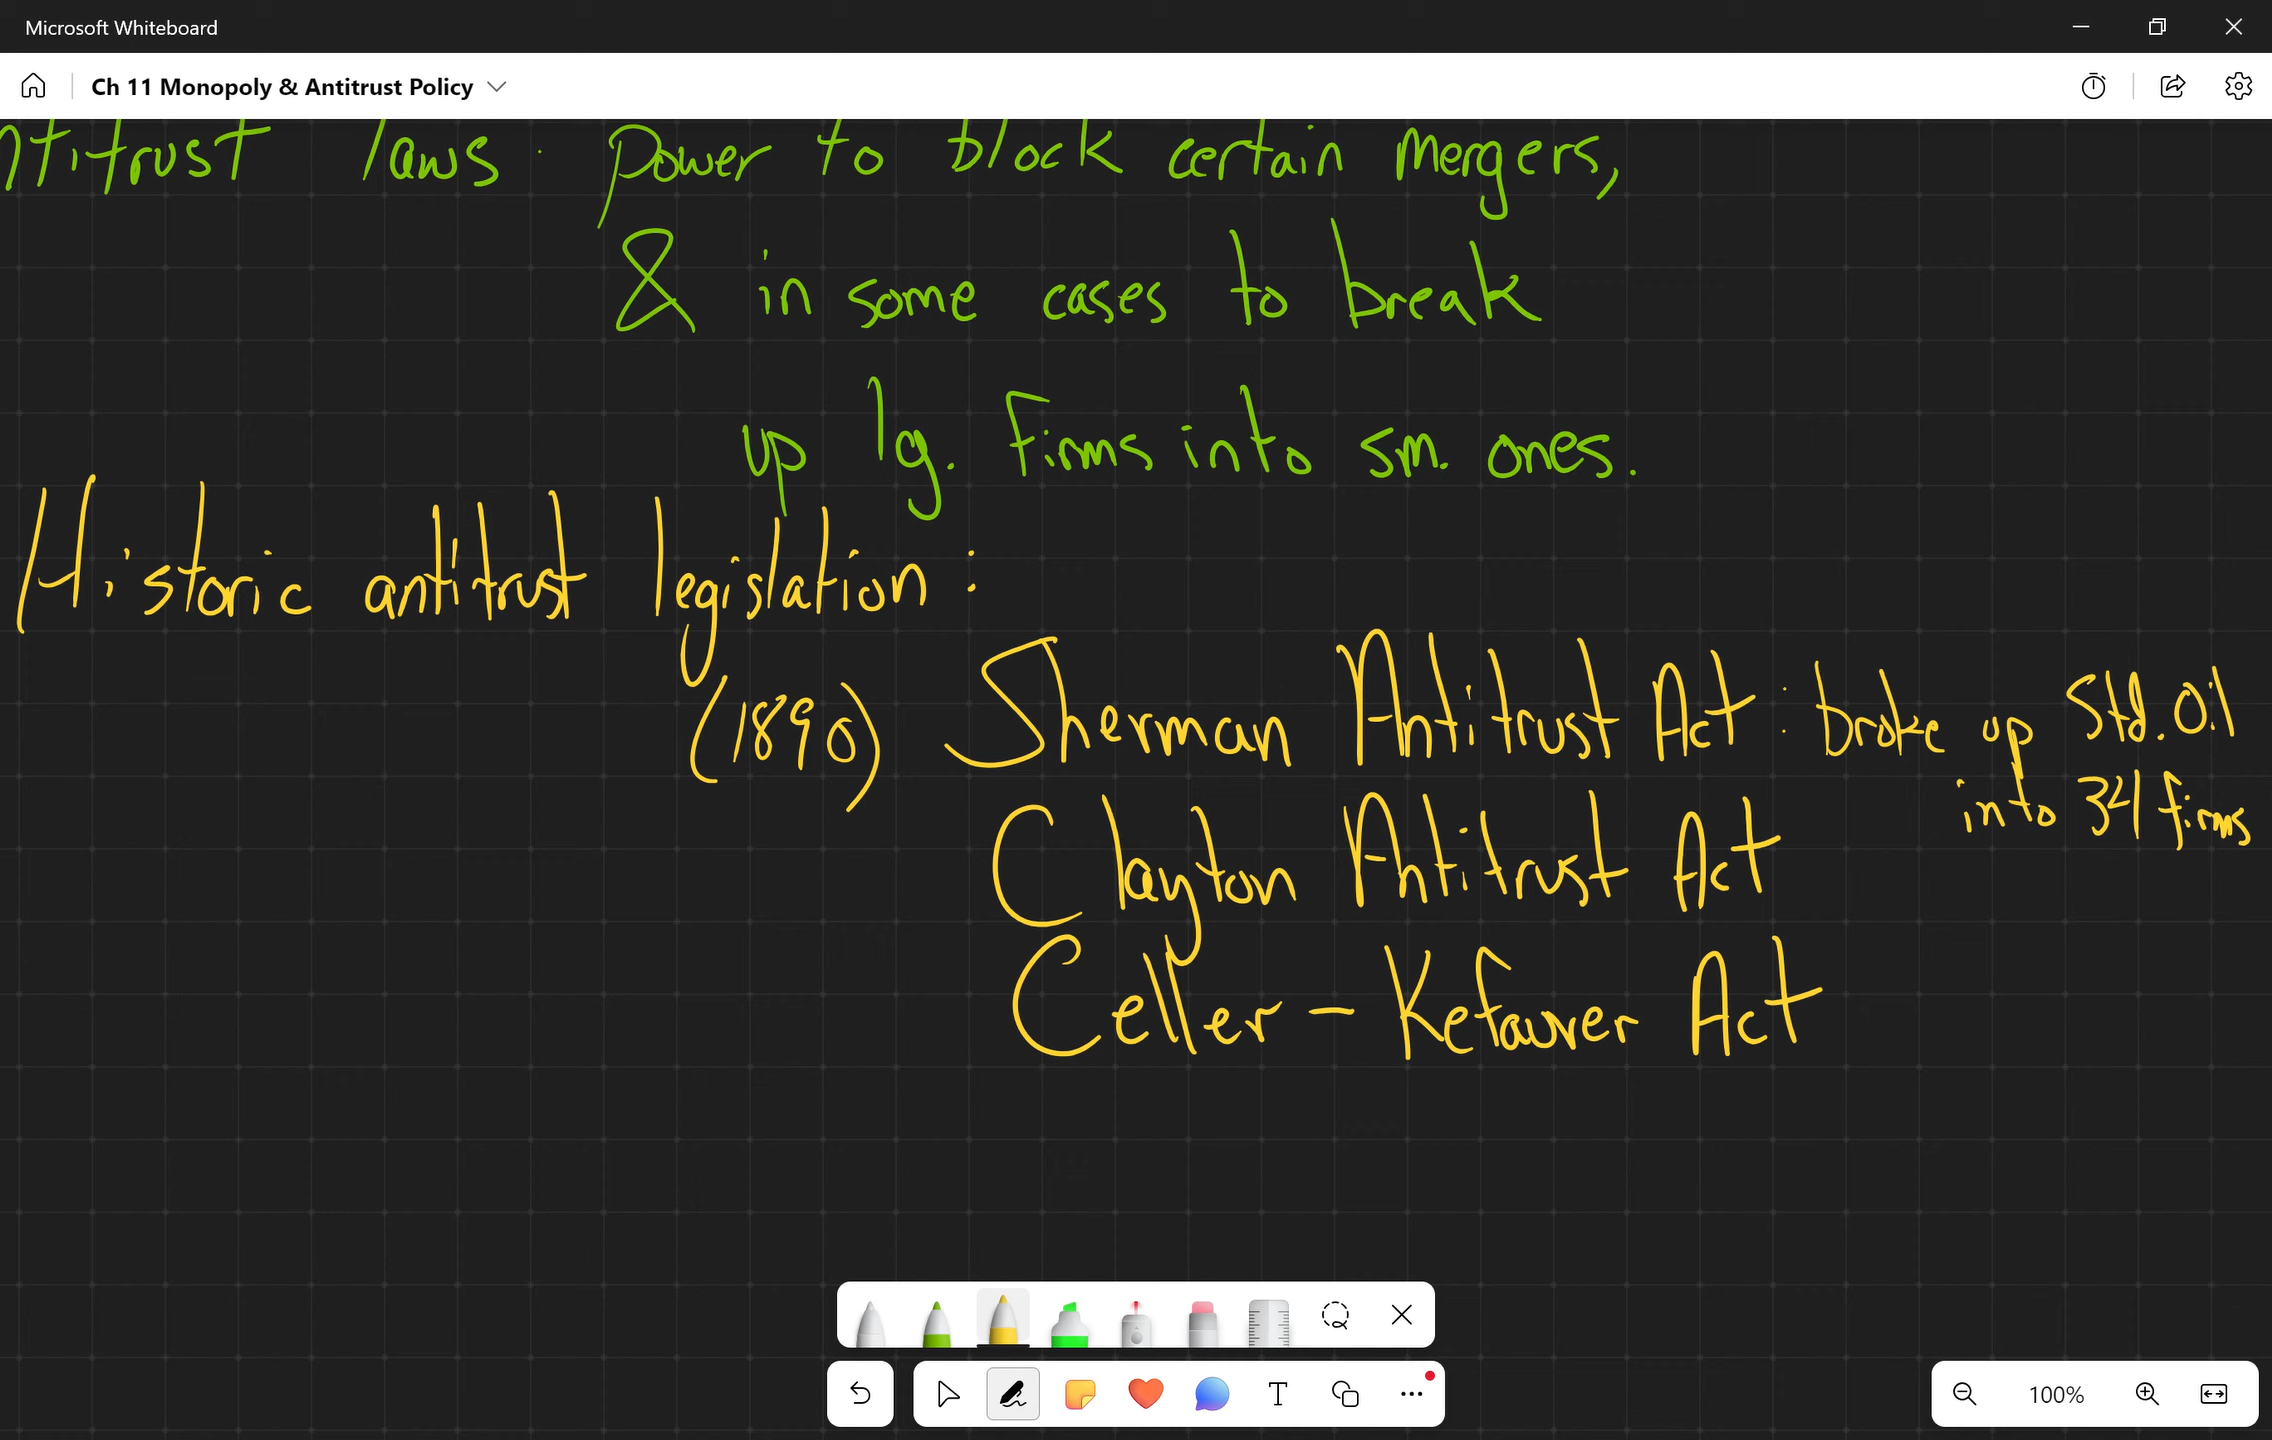 Microsoft Whiteboard
Ch 11 Monopoly & Antitrust Policy
ntitrust laws: power to block certain mergers,
& in some cases to break
up lg. firms into sm. ones.
Historic antitrust legislation:
(1890) Sherman Antitrust Act: broke up Std. Oil
into 34 firms
Clayton Antitrust Act
Celler-Kefauver Act
100%